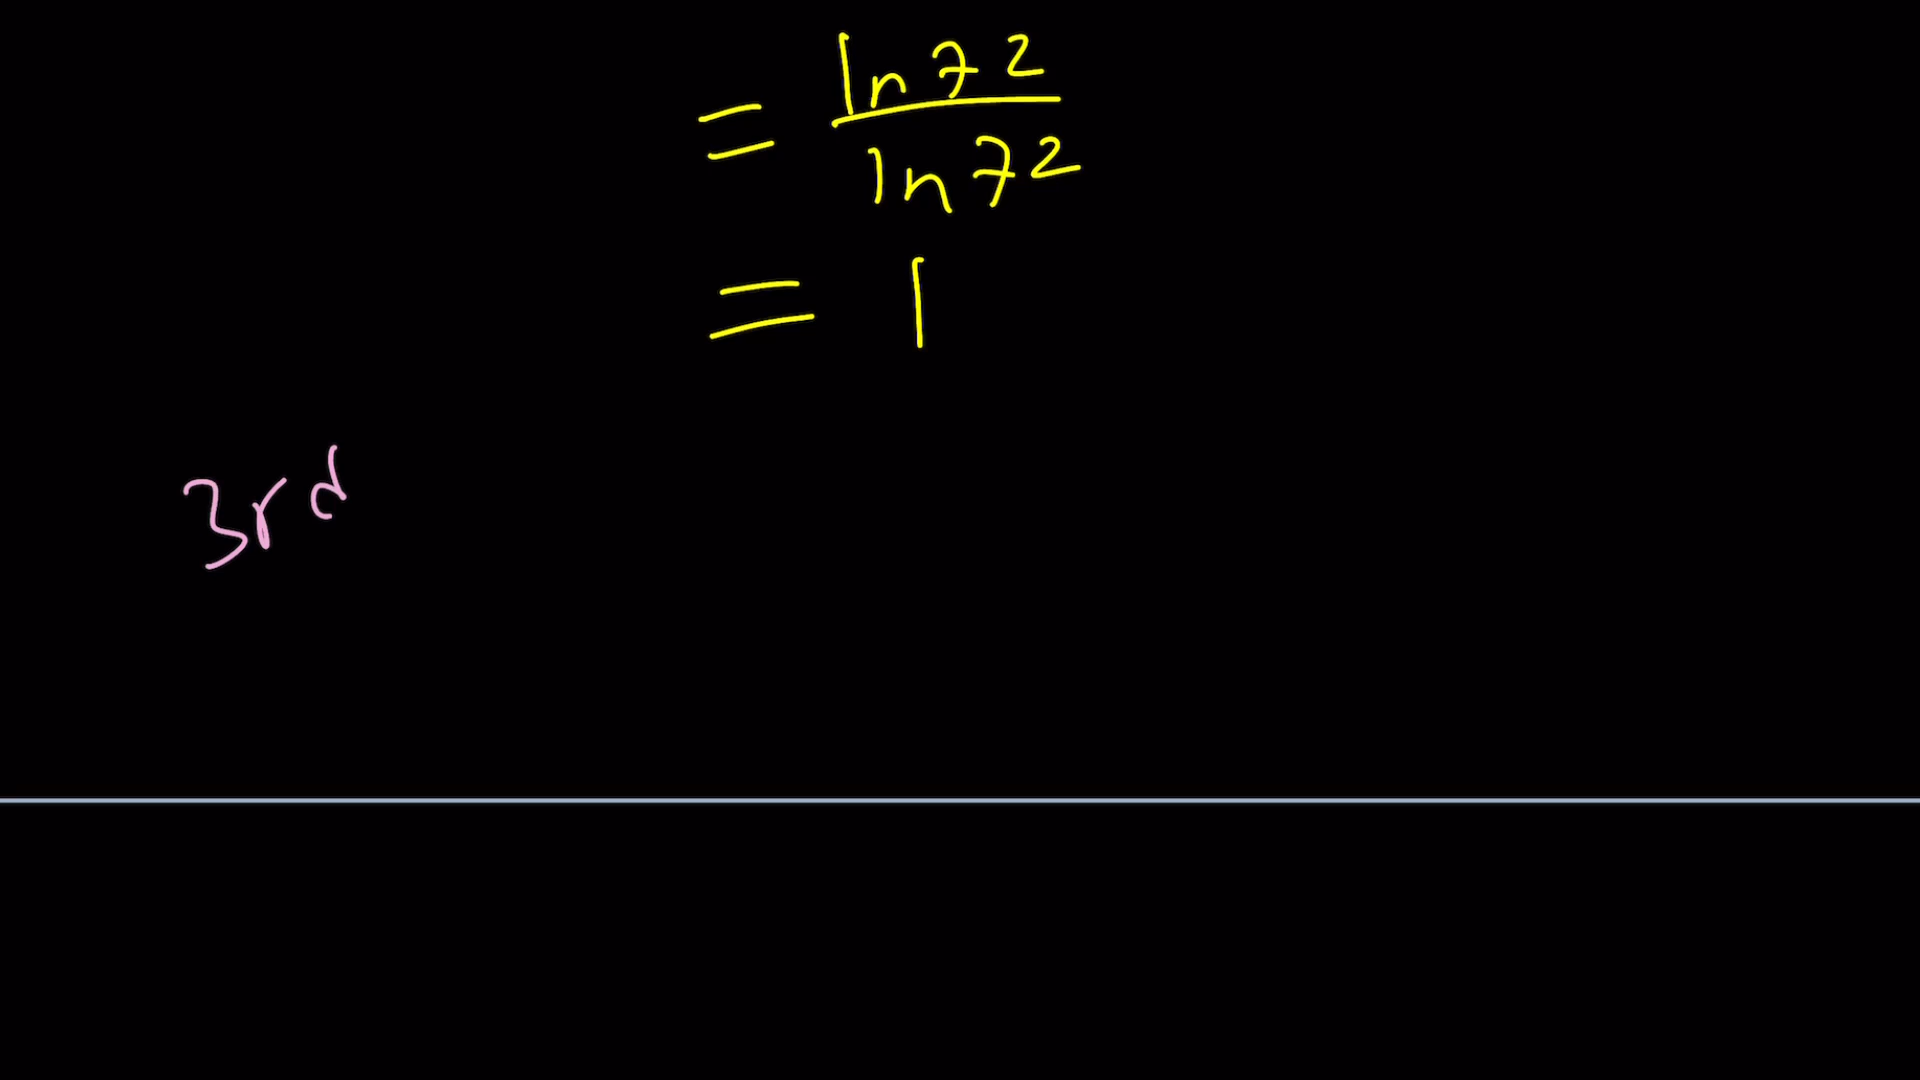 = ln 72 / ln 72
= 1
3rd